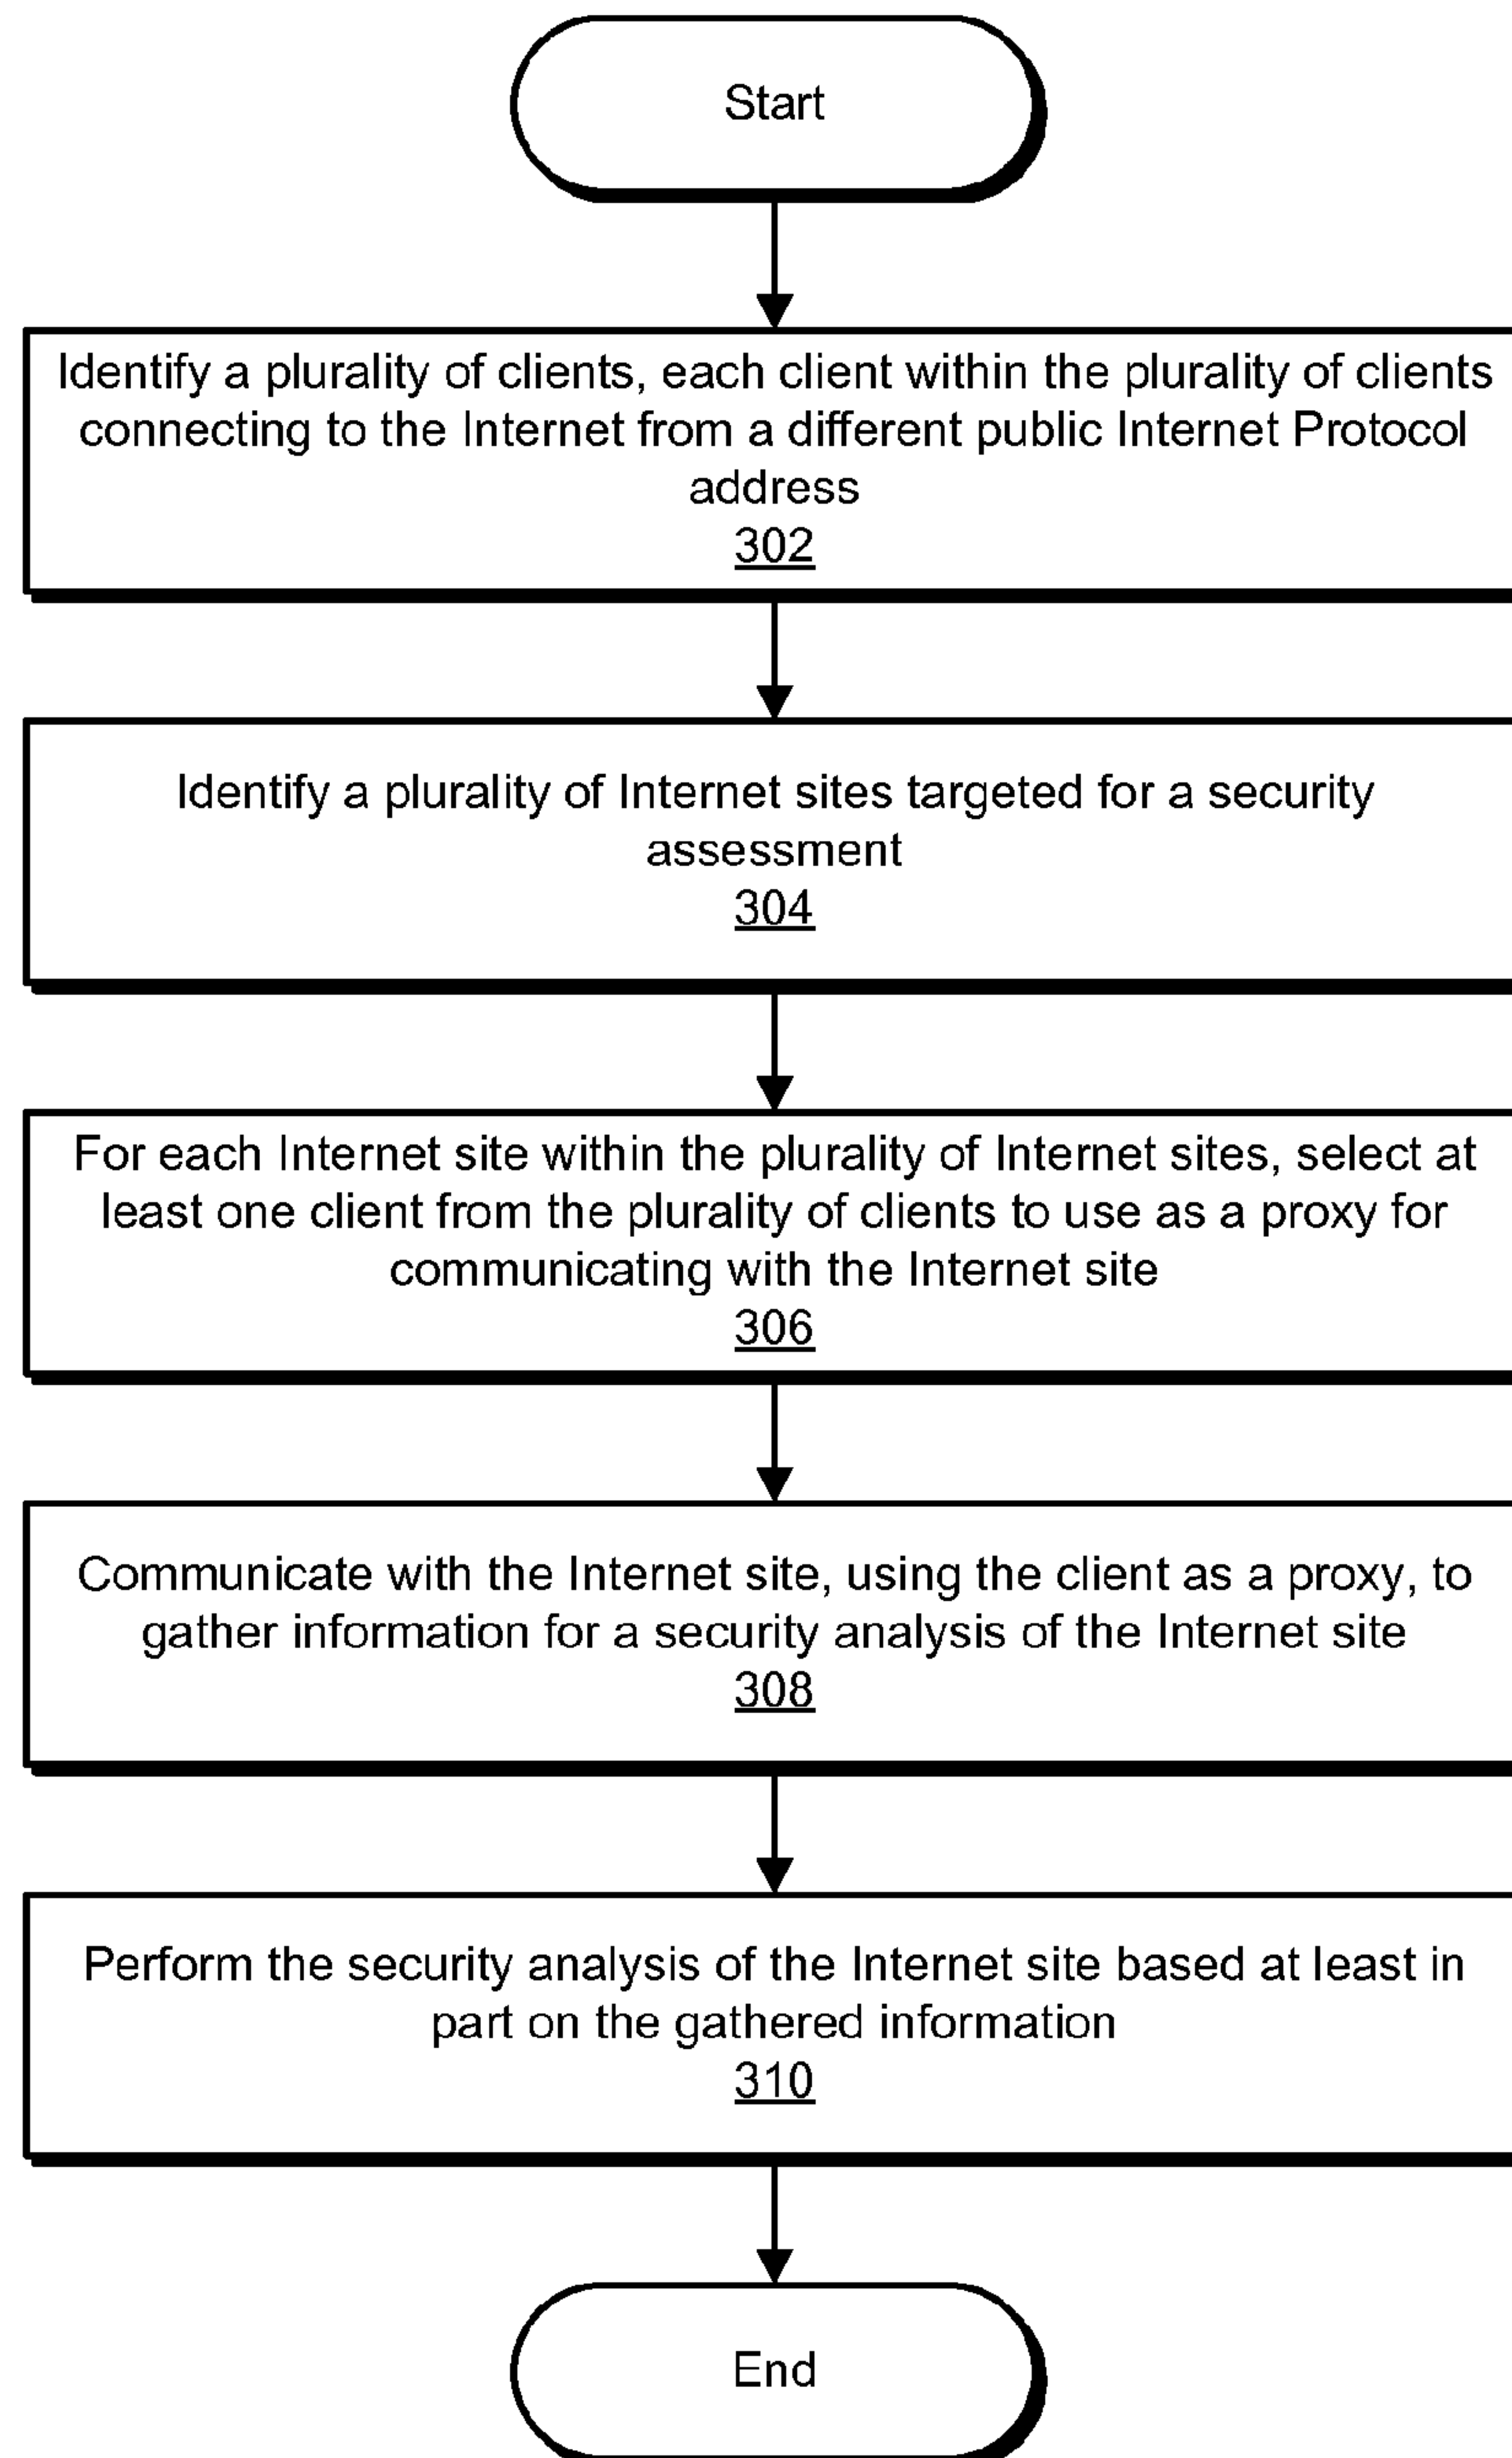 Start
Identify a plurality of clients, each client within the plurality of clients
connecting to the Internet from a different public Internet Protocol
address
302
Identify a plurality of Internet sites targeted for a security
assessment
304
For each Internet site within the plurality of Internet sites, select at
least one client from the plurality of clients to use as a proxy for
communicating with the Internet site
306
Communicate with the Internet site, using the client as a proxy, to
gather information for a security analysis of the Internet site
308
Perform the security analysis of the Internet site based at least in
part on the gathered information
310
End